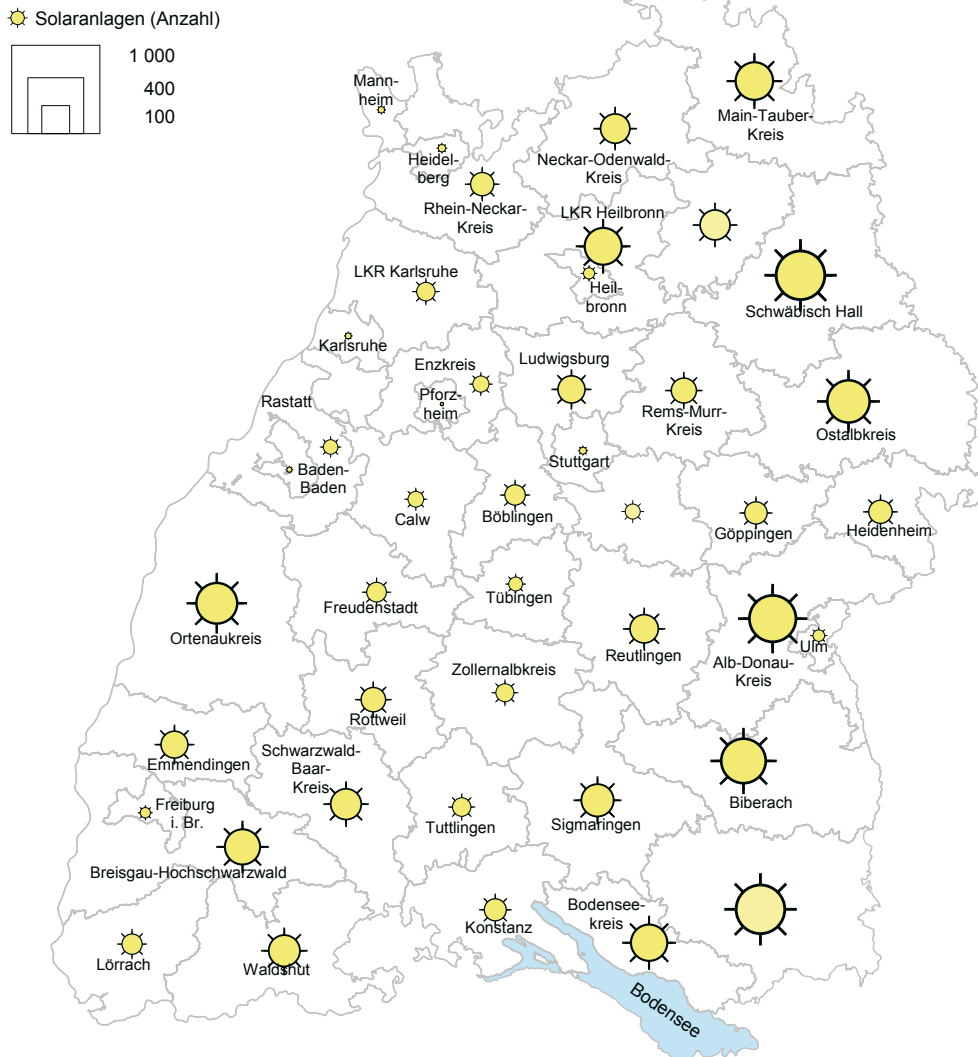 Solaranlagen (Anzahl)
1 000
400
100
Mann-
heim
Main-Tauber-
Kreis
Heidel-
berg
Neckar-Odenwald-
Kreis
Rhein-Neckar-
Kreis
LKR Heilbronn
LKR Karlsruhe
Heil-
bronn
Schwäbisch Hall
Karlsruhe
Enzkreis
Ludwigsburg
Pforz-
heim
Rastatt
Rems-Murr-
Kreis
Ostalbkreis
Stuttgart
Baden-
Baden
Calw
Böblingen
Göppingen
Heidenheim
Freudenstadt
Tübingen
Ortenaukreis
Reutlingen
Ulm
Alb-Donau-
Kreis
Zollernalbkreis
Rottweil
Emmendingen
Schwarzwald-
Baar-
Kreis
Freiburg
i. Br.
Tuttlingen
Sigmaringen
Biberach
Breisgau-Hochschwarzwald
Bodensee-
kreis
Konstanz
Lörrach
Waldshut
Bodensee